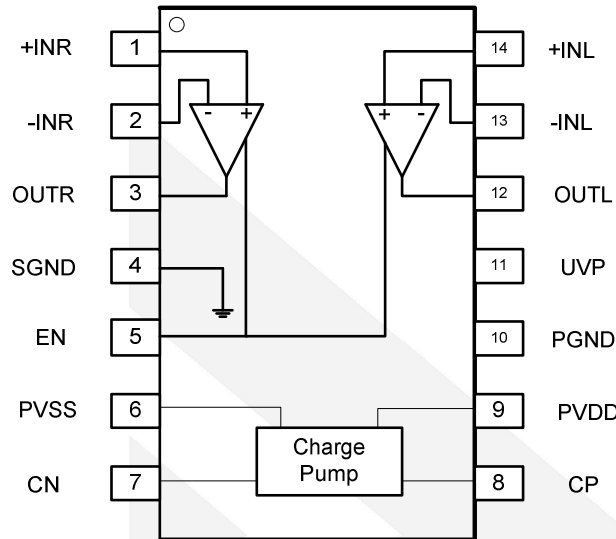 +INR 1 14 +INL
- + + -
-INR 2 13 -INL
OUTR 3 12 OUTL
SGND 4 11 UVP
EN 5 10 PGND
PVSS 6 9 PVDD
Charge
Pump
CN 7 8 CP